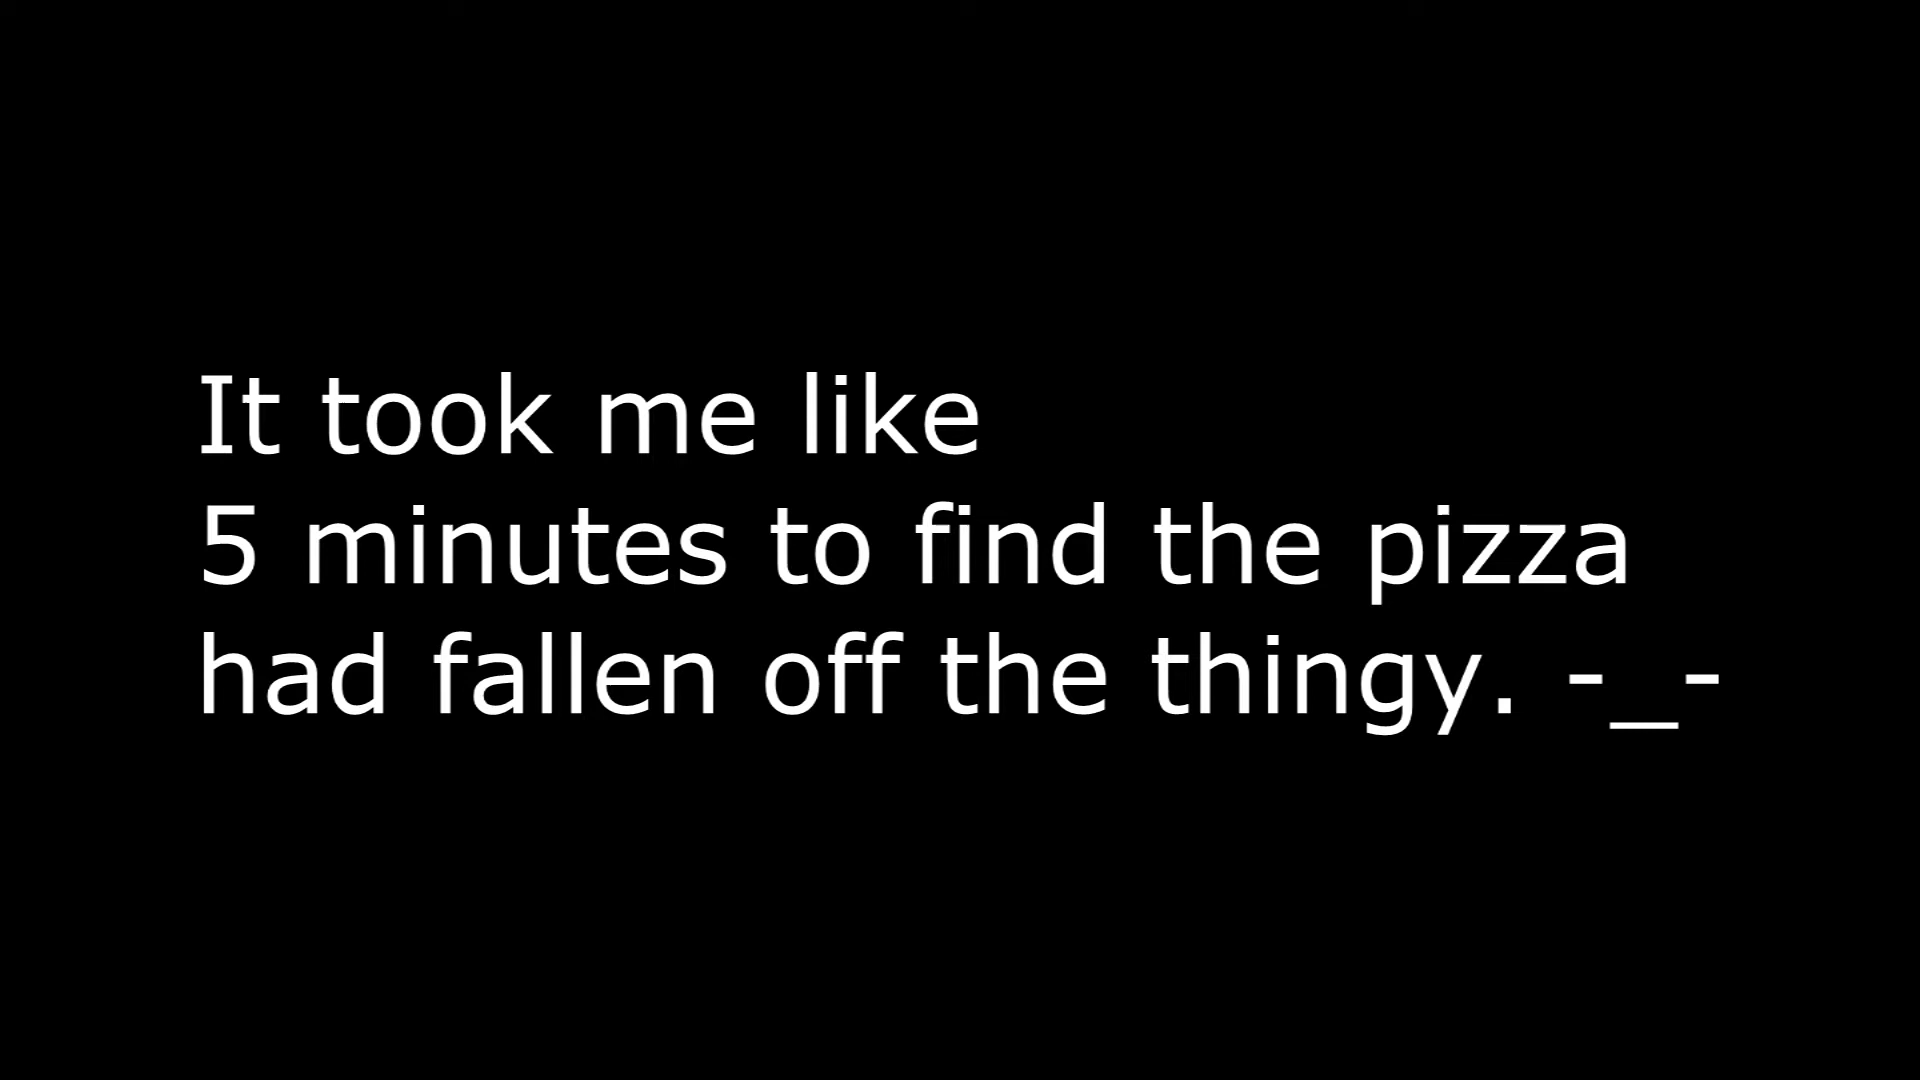 It took me like
5 minutes to find the pizza
had fallen off the thingy. -_-